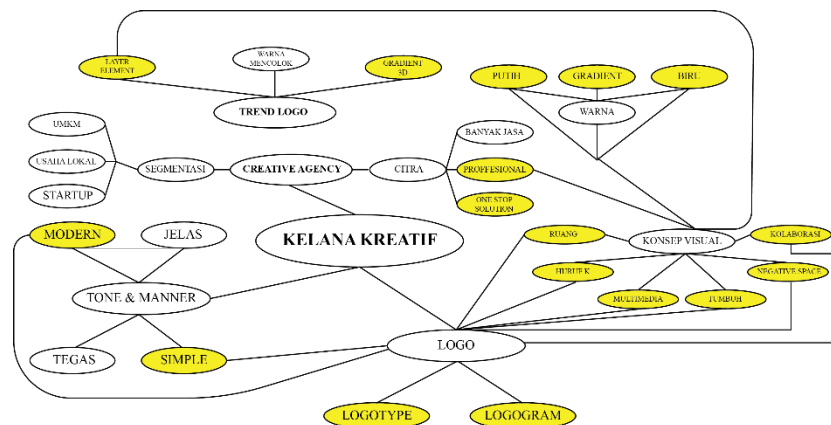 LAYER
ELEMENT
WARNA
MENCOLOK
GRADIENT
3D
TREND LOGO
PUTIH
GRADIENT
BIRU
WARNA
UMKM
USAHA LOKAL
STARTUP
SEGMENTASI
CREATIVE AGENCY
CITRA
BANYAK JASA
PROFFESIONAL
ONE STOP
SOLUTION
MODERN
JELAS
KELANA KREATIF
RUANG
KONSEP VISUAL
KOLABORASI
HURUF K
NEGATIVE SPACE
TONE & MANNER
MULTIMEDIA
TUMBUH
TEGAS
SIMPLE
LOGO
LOGOTYPE
LOGOGRAM